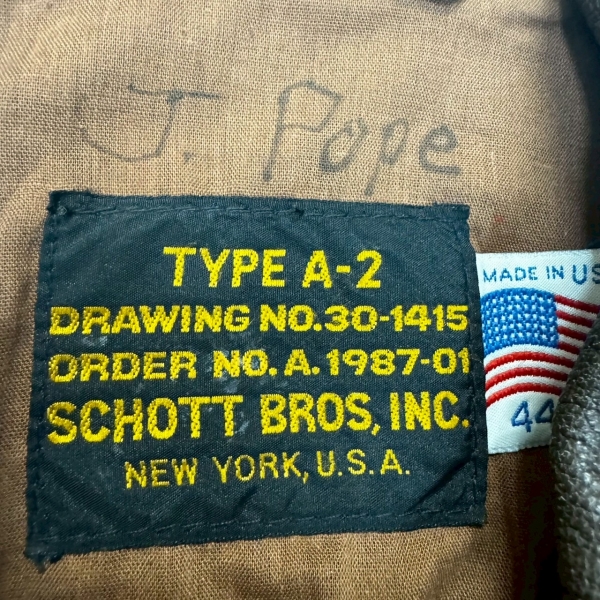 J. Pope
TYPE A-2
DRAWING NO.30-1415
ORDER NO. A. 1987-01
SCHOTT BROS, INC.
NEW YORK, U.S.A.
MADE IN US
44